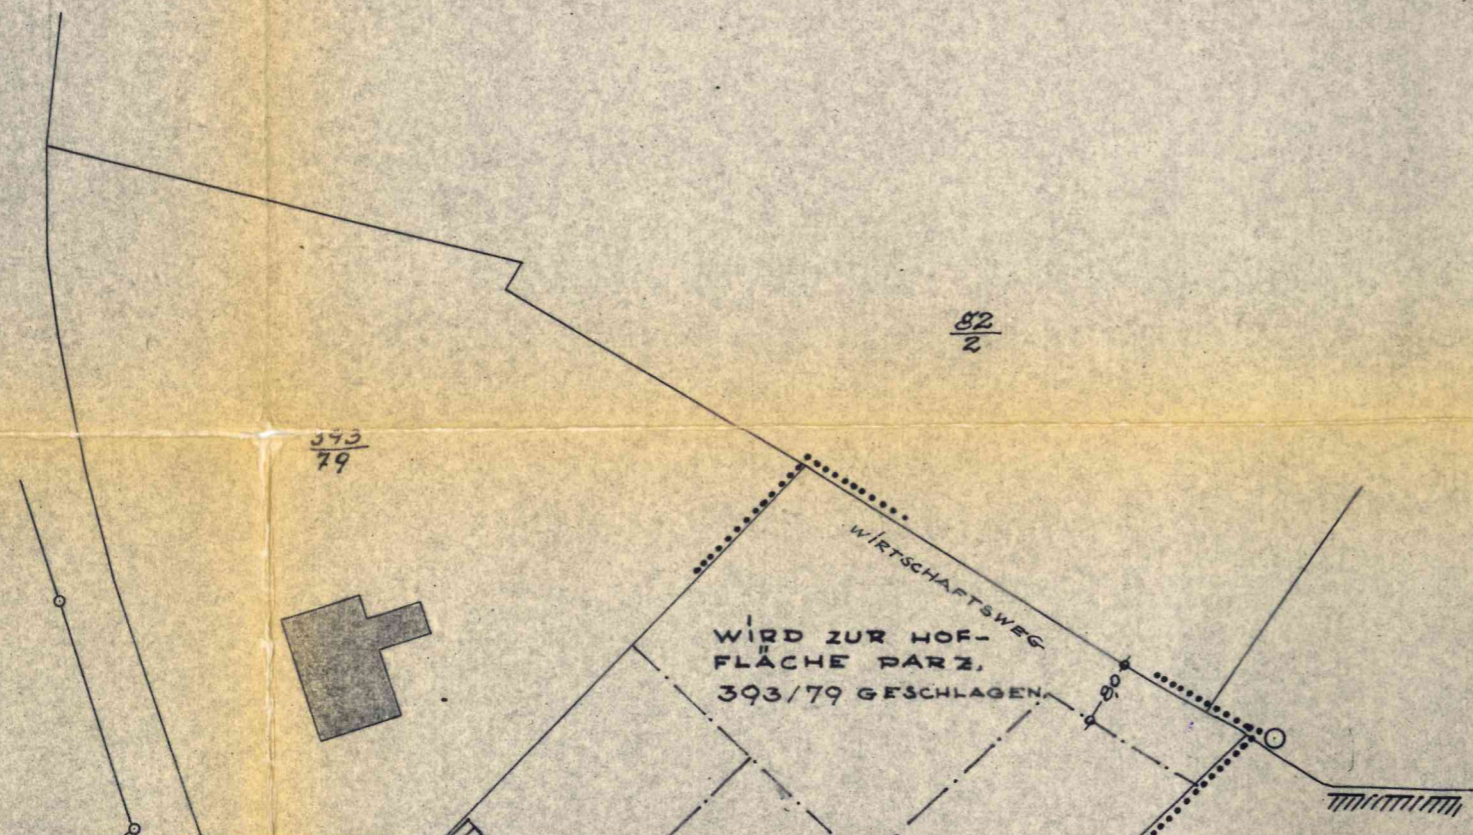 82
2
393
79
WIRTSCHAFTSWEG
WIRD ZUR HOF-
FLÄCHE PARZ.
393/79 GESCHLAGEN.